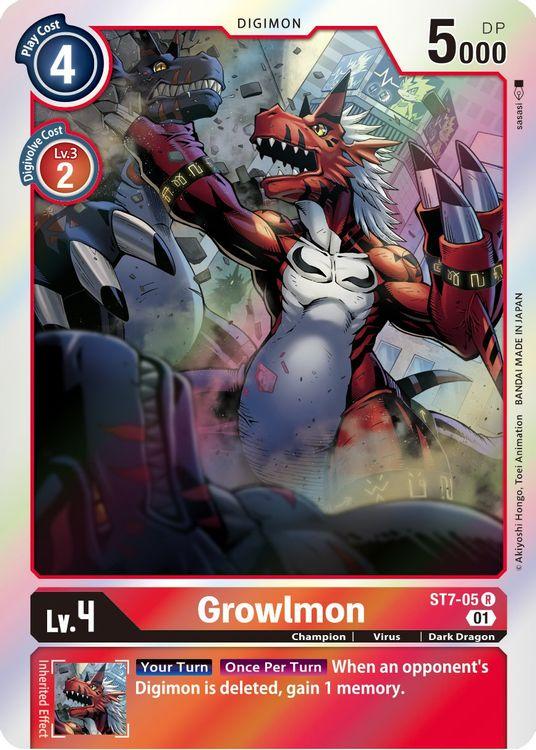 DIGIMON
Play Cost
4
DP
5000
sasasi
Digivolve Cost
Lv.3
2
© Akiyoshi Hongo, Toei Animation BANDAI MADE IN JAPAN
Lv.4
Growlmon
ST7-05 R
01
Champion | Virus | Dark Dragon
Inherited Effect
Your Turn Once Per Turn When an opponent's
Digimon is deleted, gain 1 memory.